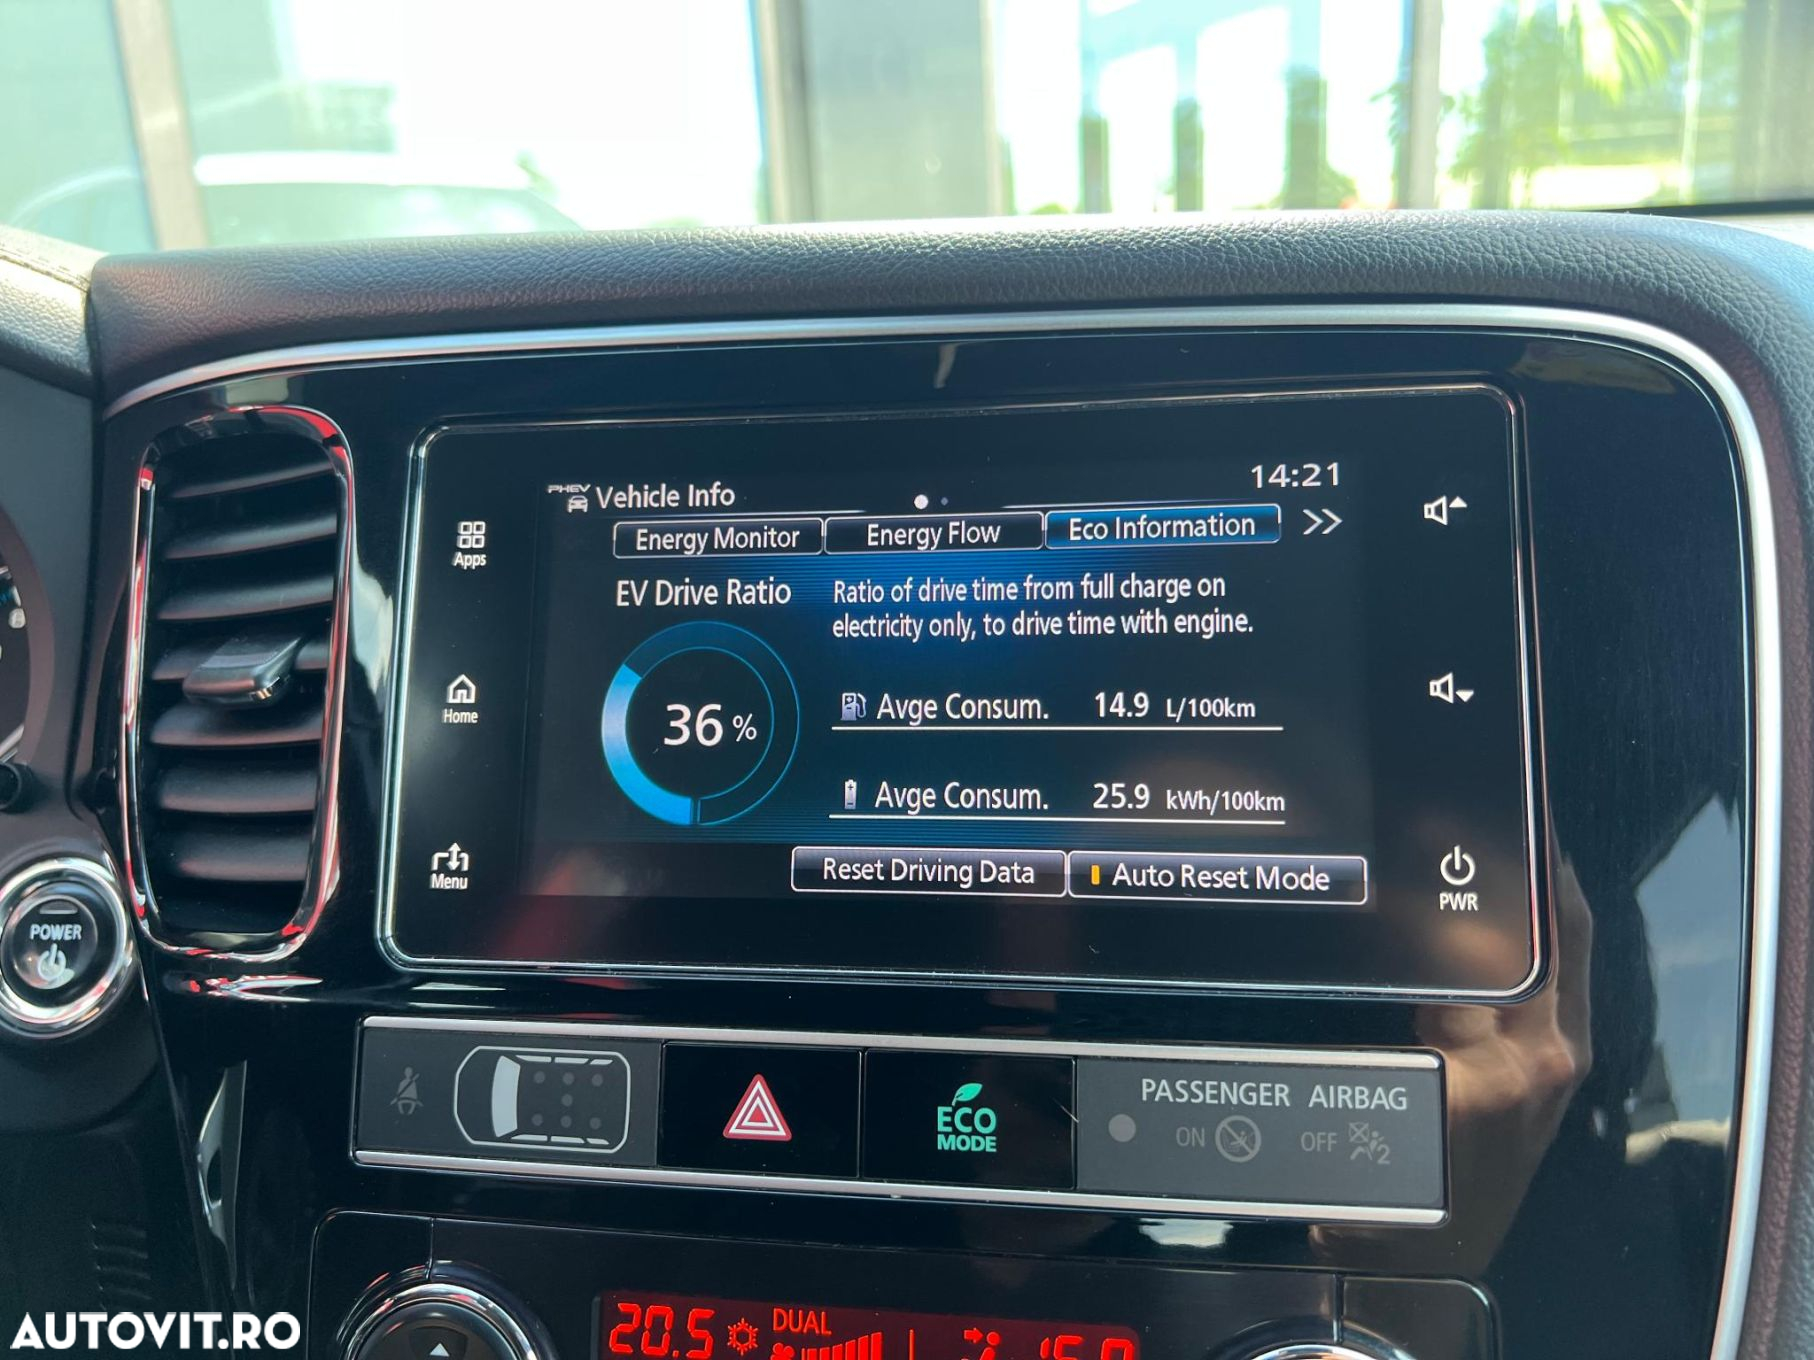 14:21
PHEV Vehicle Info
Energy Monitor Energy Flow Eco Information >>
Apps
EV Drive Ratio
Ratio of drive time from full charge on
electricity only, to drive time with engine.
36 %
Avge Consum. 14.9 L/100km
Home
Avge Consum. 25.9 kWh/100km
Menu
Reset Driving Data Auto Reset Mode
PWR
POWER
ECO
MODE
PASSENGER AIRBAG
ON OFF 2
20.5 DUAL
AUTOVIT.RO